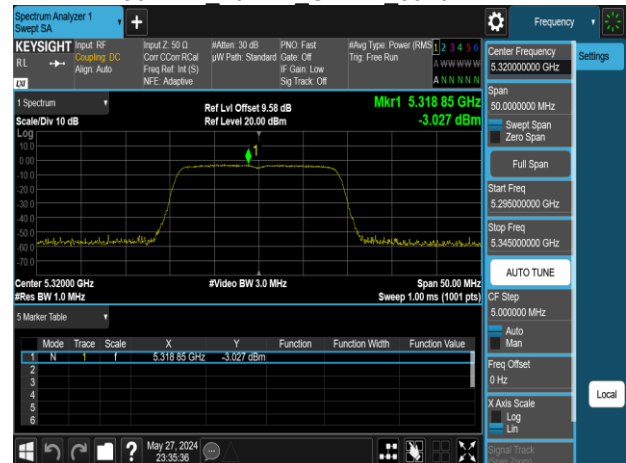 Spectrum Analyzer 1
Swept SA
+
Frequency
KEYSIGHT
RL
LXI
Input: RF
Coupling: DC
Align: Auto
Input Z: 50 Ω
Corr CCorr RCal
Freq Ref: Int (S)
NFE: Adaptive
#Atten: 30 dB
µW Path: Standard
PNO: Fast
Gate: Off
IF Gain: Low
Sig Track: Off
#Avg Type: Power (RMS
Trig: Free Run
1 2 3 4 5 6
A W W W W W
A N N N N N
1 Spectrum
Scale/Div 10 dB
Log
Ref Lvl Offset 9.58 dB
Ref Level 20.00 dBm
Mkr1 5.318 85 GHz
-3.027 dBm
10.0
0.00
-10.0
-20.0
-30.0
-40.0
-50.0
-60.0
-70.0
1
Center 5.32000 GHz
#Res BW 1.0 MHz
#Video BW 3.0 MHz
Span 50.00 MHz
Sweep 1.00 ms (1001 pts)
5 Marker Table
Mode Trace Scale X Y Function Function Width Function Value
1 N 1 f 5.318 85 GHz -3.027 dBm
2
3
4
5
6
May 27, 2024
23:35:36
Center Frequency
5.320000000 GHz
Span
50.0000000 MHz
Swept Span
Zero Span
Full Span
Start Freq
5.295000000 GHz
Stop Freq
5.345000000 GHz
AUTO TUNE
CF Step
5.000000 MHz
Auto
Man
Freq Offset
0 Hz
X Axis Scale
Log
Lin
Signal Track
(Span Zoom)
Settings
Local